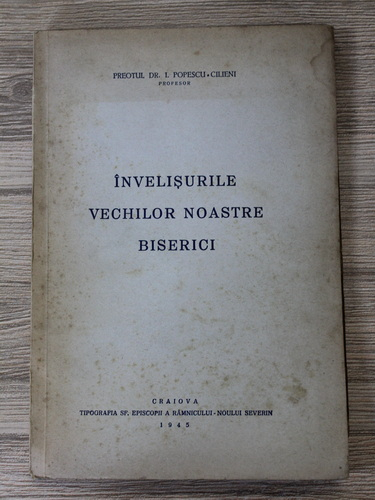 PREOTUL DR. I. POPESCU-CILIENI
PROFESOR
ÎNVELIȘURILE
VECHILOR NOASTRE
BISERICI
CRAIOVA
TIPOGRAFIA SF. EPISCOPII A RÂMNICULUI-NOULUI SEVERIN
1945